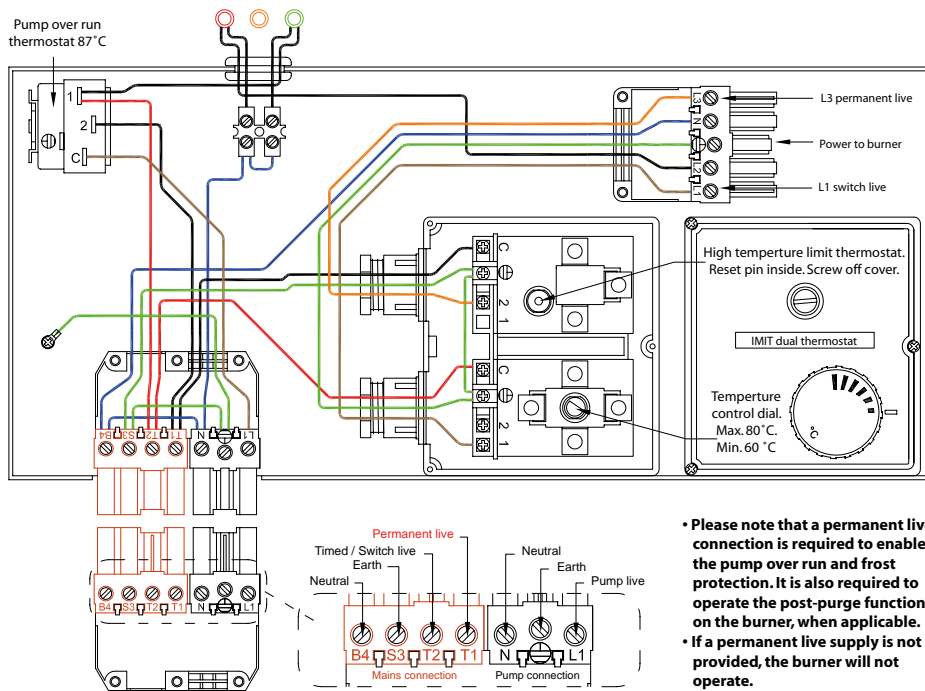 Pump over run
thermostat 87˚C
1
2
C
L3
N
L2
L1
L3 permanent live
Power to burner
L1 switch live
C
2
1
High temperture limit thermostat.
Reset pin inside. Screw off cover.
IMIT dual thermostat
C
2
1
Temperture
control dial.
Max. 80˚C.
Min. 60 ˚C
°C
B4 S3 T2 T1 N L1
B4 S3 T2 T1 N L1
Permanent live
Timed / Switch live
Earth
Neutral
Neutral
Earth
Pump live
B4 S3 T2 T1 N L1
Mains connection
Pump connection
• Please note that a permanent liv
connection is required to enable
the pump over run and frost
protection. It is also required to
operate the post-purge function
on the burner, when applicable.
• If a permanent live supply is not
provided, the burner will not
operate.